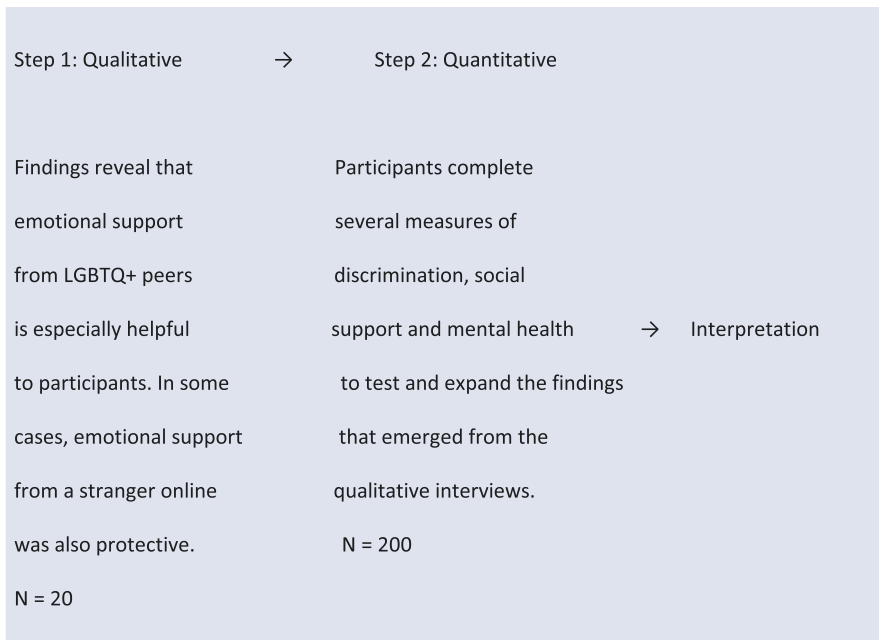 Step 1: Qualitative → Step 2: Quantitative
Findings reveal that
emotional support
from LGBTQ+ peers
is especially helpful
to participants. In some
cases, emotional support
from a stranger online
was also protective.
N = 20
Participants complete
several measures of
discrimination, social
support and mental health
to test and expand the findings
that emerged from the
qualitative interviews.
N = 200
→ Interpretation